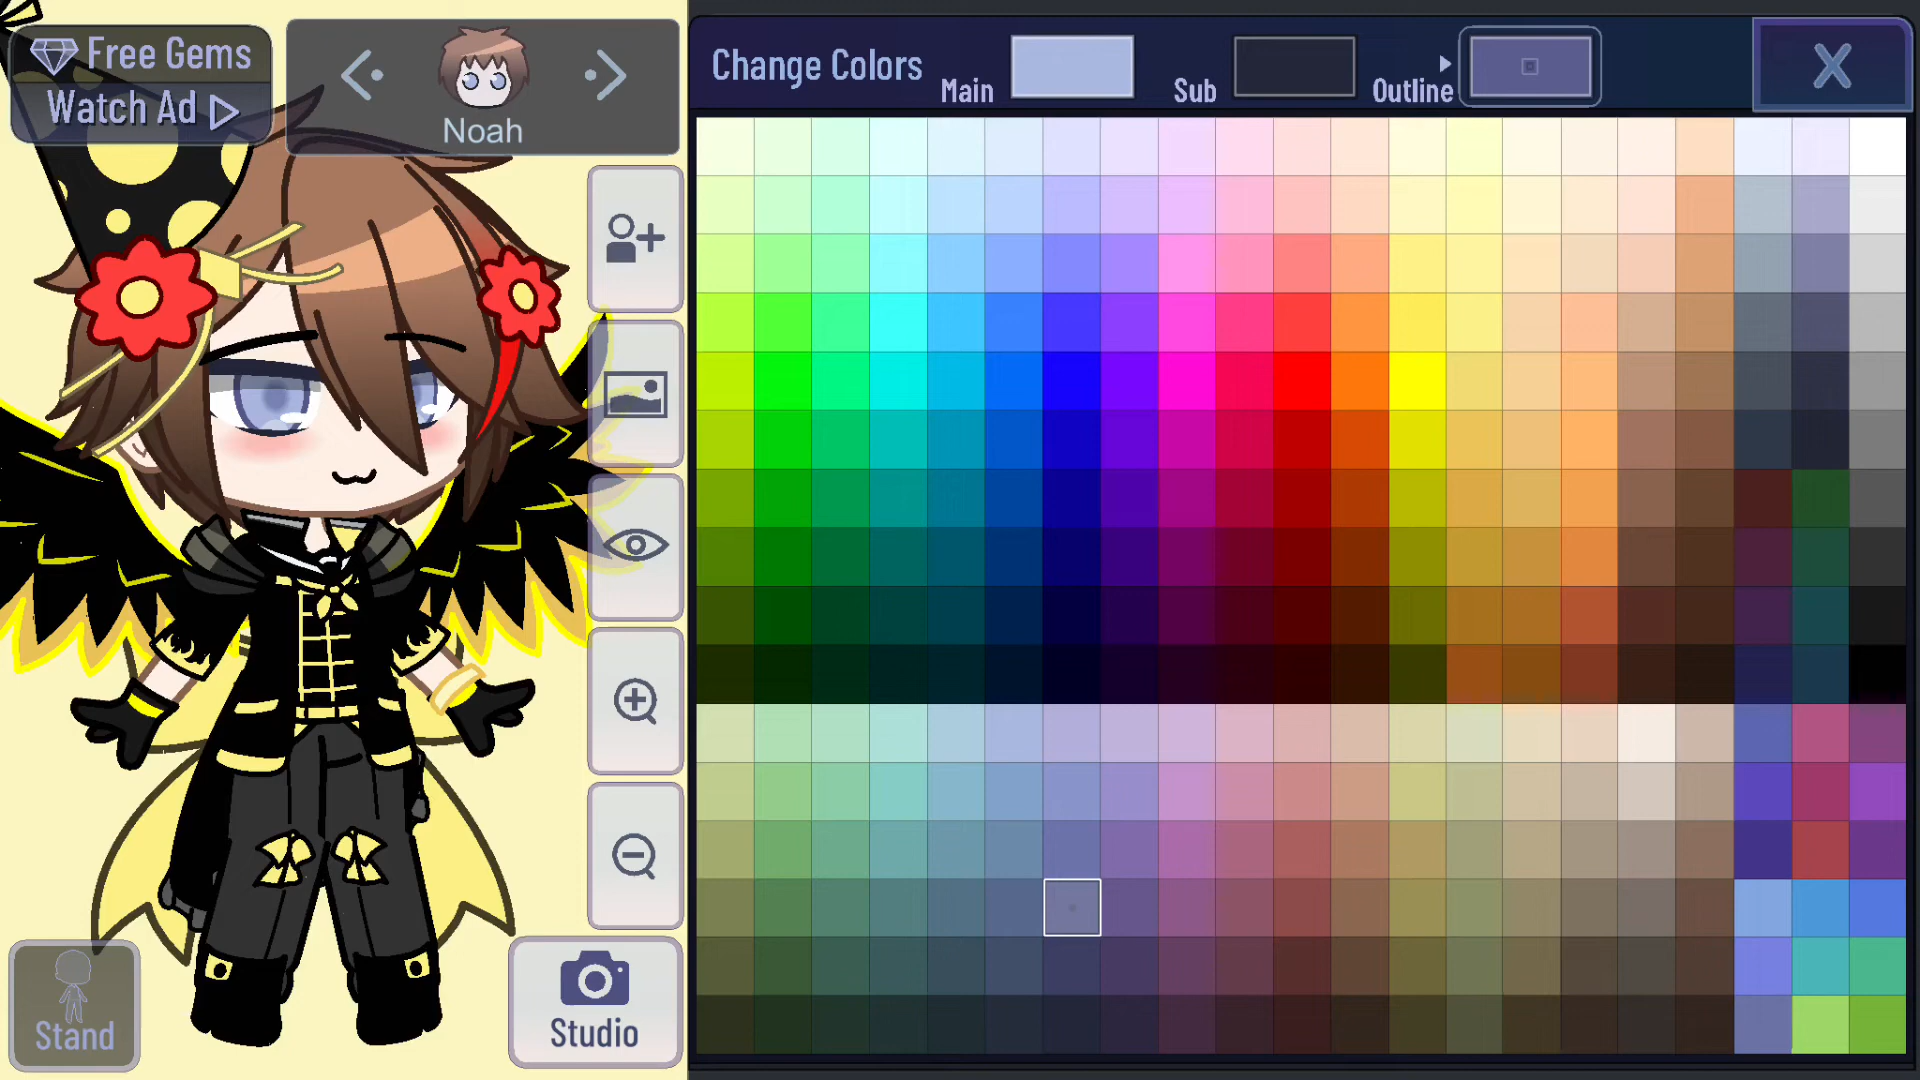 Free Gems
Watch Ad
Noah
Change Colors
Main
Sub
Outline
X
Stand
Studio